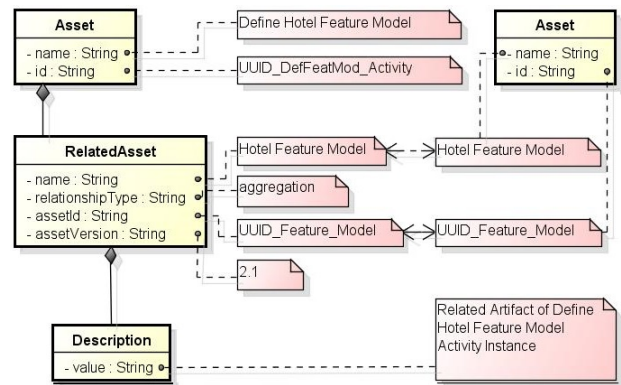 Asset
- name : String
- id : String
Define Hotel Feature Model
UUID_DefFeatMod_Activity
Asset
- name : String
- id : String
RelatedAsset
- name : String
- relationshipType : String
- assetId : String
- assetVersion : String
Hotel Feature Model
Hotel Feature Model
aggregation
UUID_Feature_Model
UUID_Feature_Model
2.1
Description
- value : String
Related Artifact of Define
Hotel Feature Model
Activity Instance